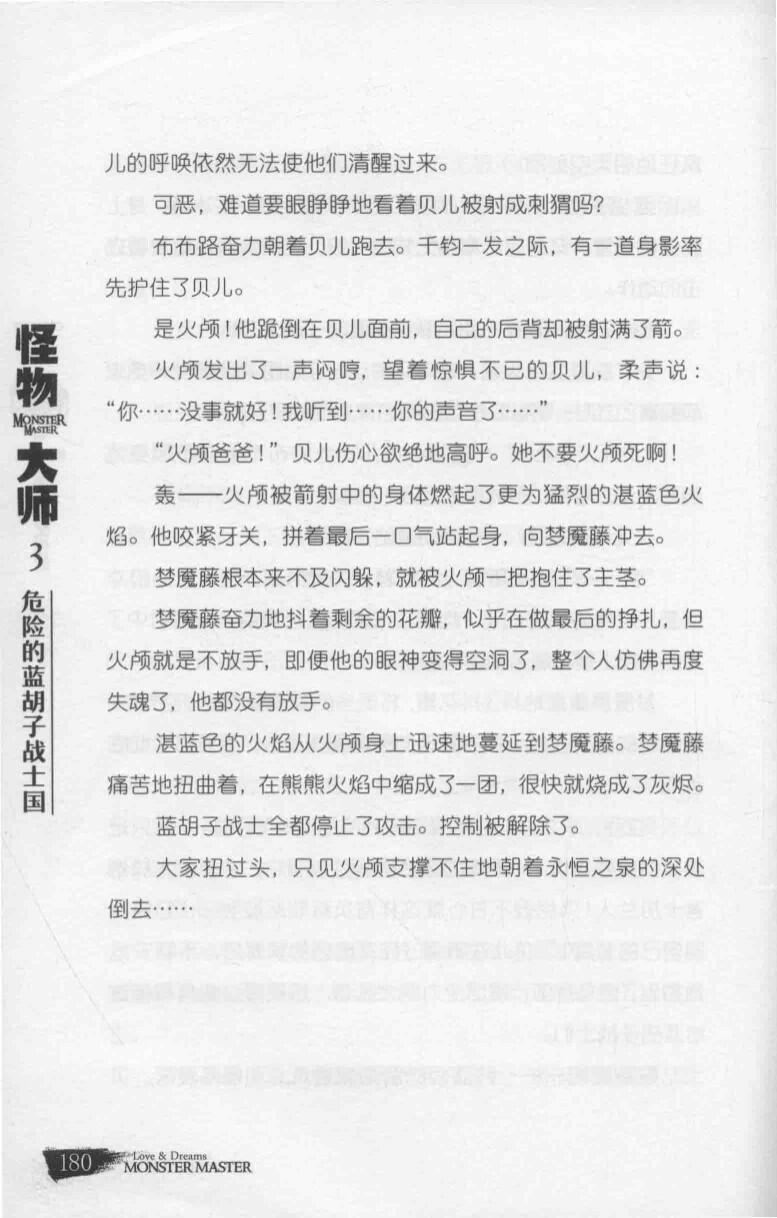 儿的呼唤依然无法使他们清醒过来。
可恶，难道要眼睁睁地看着贝儿被射成刺猬吗？
布布路奋力朝着贝儿跑去。千钧一发之际，有一道身影率
先护住了贝儿。
是火颅！他跪倒在贝儿面前，自己的后背却被射满了箭。
火颅发出了一声闷哼，望着惊惧不已的贝儿，柔声说：
“你……没事就好！我听到……你的声音了……”
“火颅爸爸！”贝儿伤心欲绝地高呼。她不要火颅死啊！
轰——火颅被箭射中的身体燃起了更为猛烈的湛蓝色火
焰。他咬紧牙关，拼着最后一口气站起身，向梦魇藤冲去。
梦魇藤根本来不及闪躲，就被火颅一把抱住了主茎。
梦魇藤奋力地抖着剩余的花瓣，似乎在做最后的挣扎，但
火颅就是不放手，即便他的眼神变得空洞了，整个人仿佛再度
失魂了，他都没有放手。
湛蓝色的火焰从火颅身上迅速地蔓延到梦魇藤。梦魇藤
痛苦地扭曲着，在熊熊火焰中缩成了一团，很快就烧成了灰烬。
蓝胡子战士全都停止了攻击。控制被解除了。
大家扭过头，只见火颅支撑不住地朝着永恒之泉的深处
倒去……
怪物
MONSTER
MASTER
大师
3
危险的蓝胡子战士国
180
Love & Dreams
MONSTER MASTER